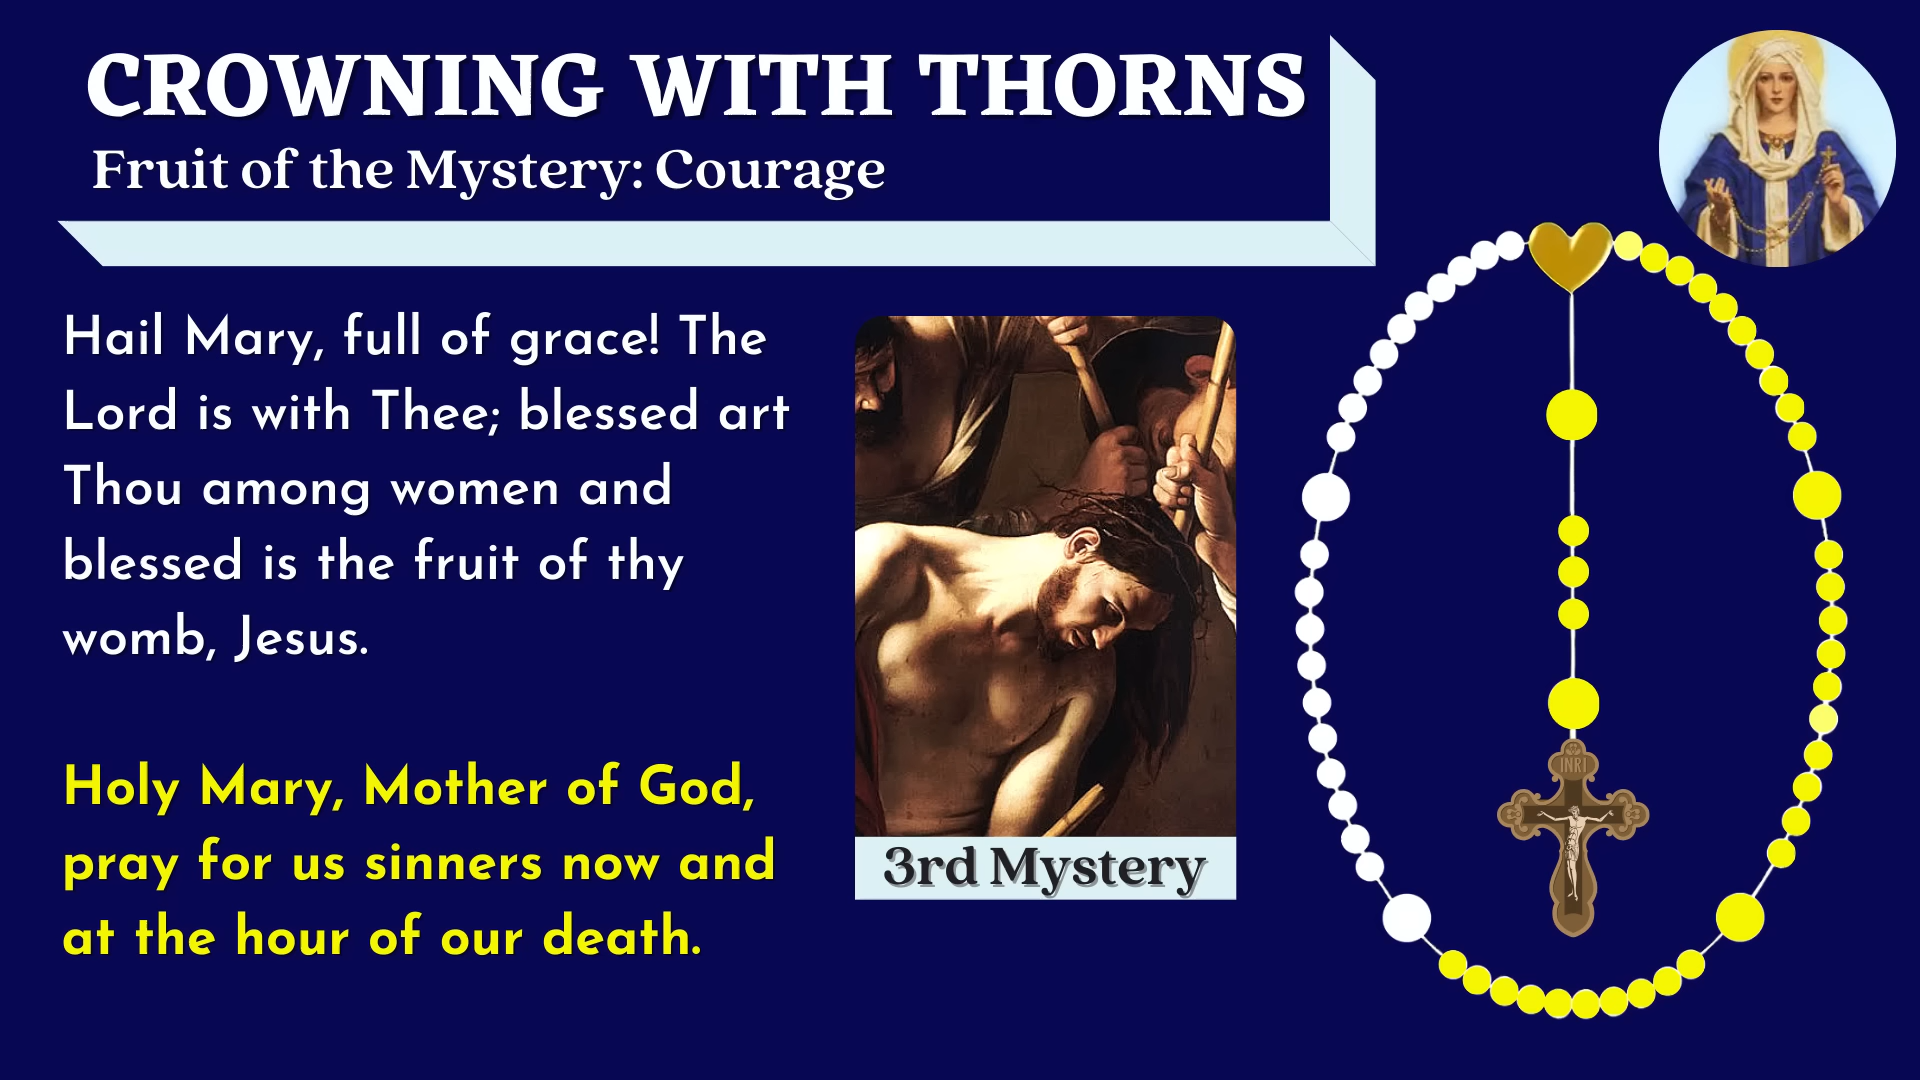 CROWNING WITH THORNS
Fruit of the Mystery: Courage
Hail Mary, full of grace! The
Lord is with Thee; blessed art
Thou among women and
blessed is the fruit of thy
womb, Jesus.
Holy Mary, Mother of God,
pray for us sinners now and
at the hour of our death.
3rd Mystery
INRI